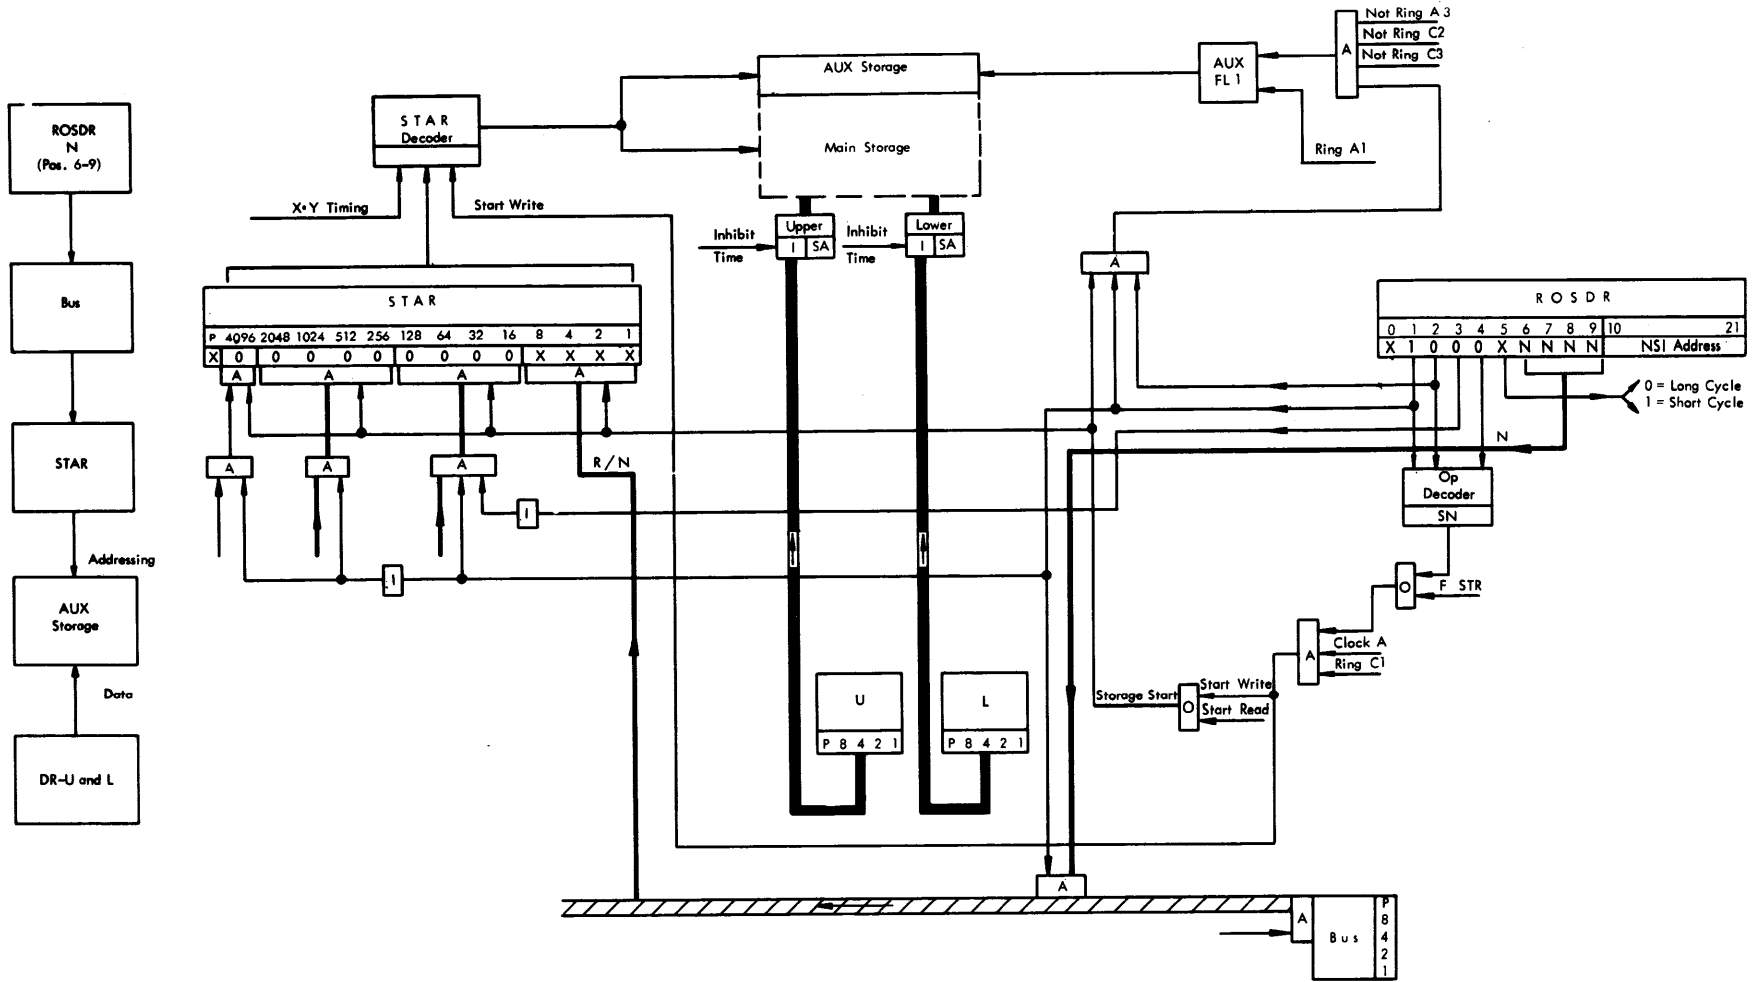 ROSDR
N
(Pos. 6-9)
Bus
STAR
Addressing
AUX
Storage
Data
DR-U and L
STAR
Decoder
X•Y Timing
Start Write
STAR
P 4096 2048 1024 512 256 128 64 32 16 8 4 2 1
X 0 0 0 0 0 0 0 0 0 X X X X
A A A A
A A A
R/N
I
I
AUX Storage
Main Storage
Upper
I SA
Inhibit
Time
Lower
I SA
Inhibit
Time
U
P 8 4 2 1
L
P 8 4 2 1
AUX
FL 1
A
Not Ring A3
Not Ring C2
Not Ring C3
Ring A1
A
ROSDR
0 1 2 3 4 5 6 7 8 9 10 21
X 1 0 0 0 X N N N N NSI Address
0 = Long Cycle
1 = Short Cycle
N
Op
Decoder
SN
O
F STR
A
Clock A
Ring C1
Storage Start
O
Start Write
Start Read
A
A
Bus
P
8
4
2
1